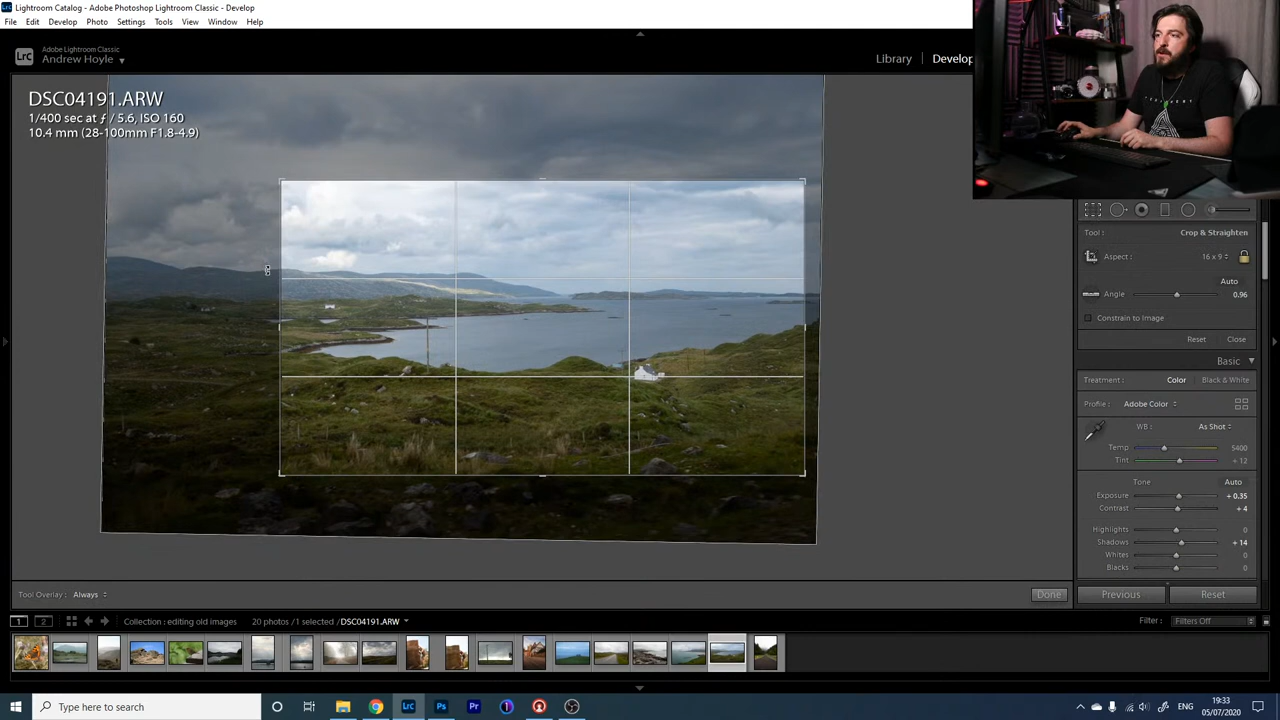 Lightroom Catalog - Adobe Photoshop Lightroom Classic - Develop
File Edit Develop Photo Settings Tools View Window Help
Lrc
Adobe Lightroom Classic
Andrew Hoyle
Library | Develop
DSC04191.ARW
1/400 sec at ƒ / 5.6, ISO 160
10.4 mm (28-100mm F1.8-4.9)
Tool : Crop & Straighten
Aspect : 16 x 9
Auto
Angle 0.96
Constrain to Image
Reset Close
Basic
Treatment : Color Black & White
Profile : Adobe Color
WB : As Shot
Temp 5400
Tint + 12
Tone Auto
Exposure + 0.35
Contrast + 4
Highlights 0
Shadows + 14
Whites 0
Blacks 0
Tool Overlay : Always Done Previous Reset
1 2 Collection : editing old images 20 photos / 1 selected / DSC04191.ARW Filter : Filters Off
Type here to search
Lrc Ps Pr
ENG
19:33
05/07/2020